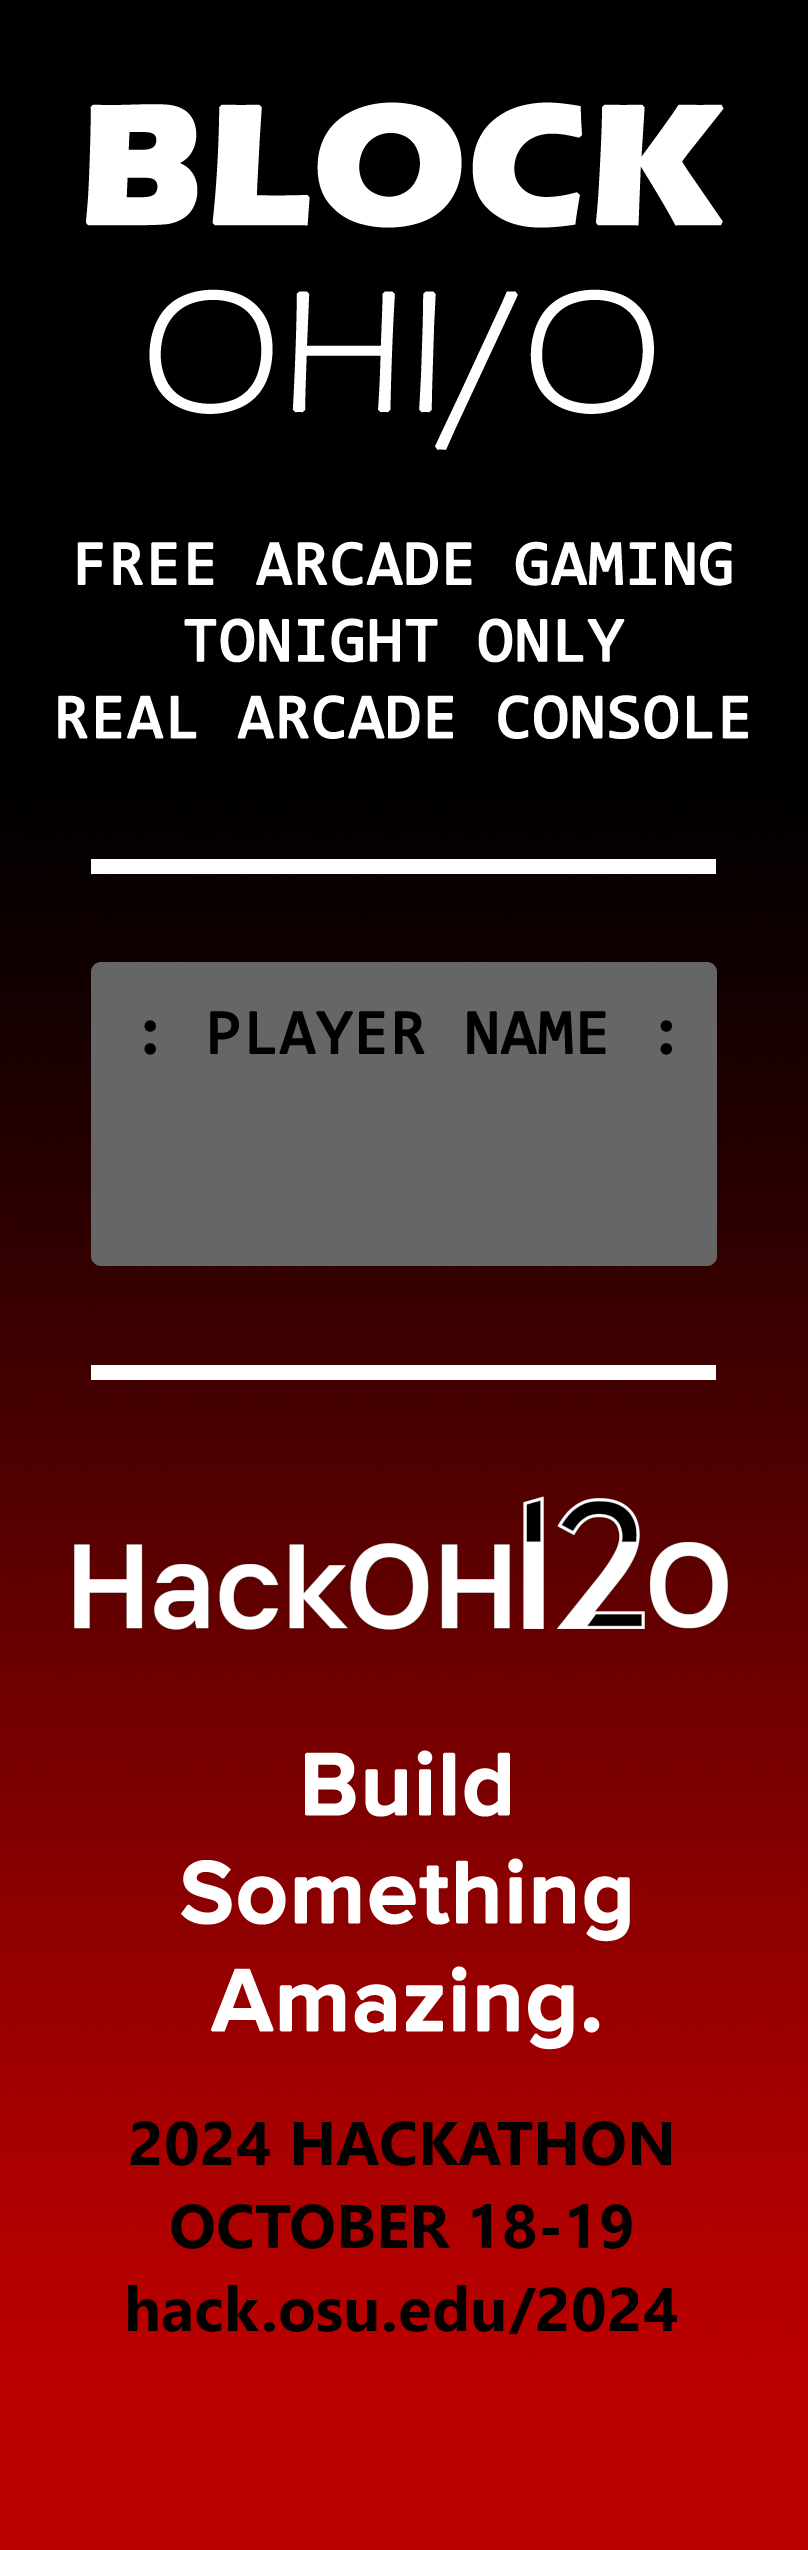 BLOCK
OHI/O
FREE ARCADE GAMING
TONIGHT ONLY
REAL ARCADE CONSOLE
: PLAYER NAME :
HackOHI12O
Build
Something
Amazing.
2024 HACKATHON
OCTOBER 18-19
hack.osu.edu/2024